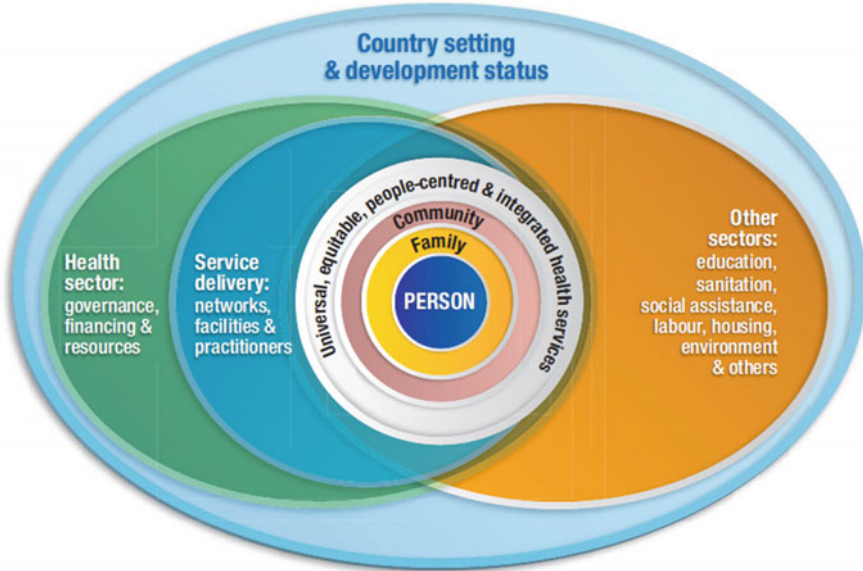 Country setting
& development status
Health
sector:
governance,
financing &
resources
Service
delivery:
networks,
facilities &
practitioners
Universal, equitable, people-centred & integrated health services
Community
Family
PERSON
Other
sectors:
education,
sanitation,
social assistance,
labour, housing,
environment
& others